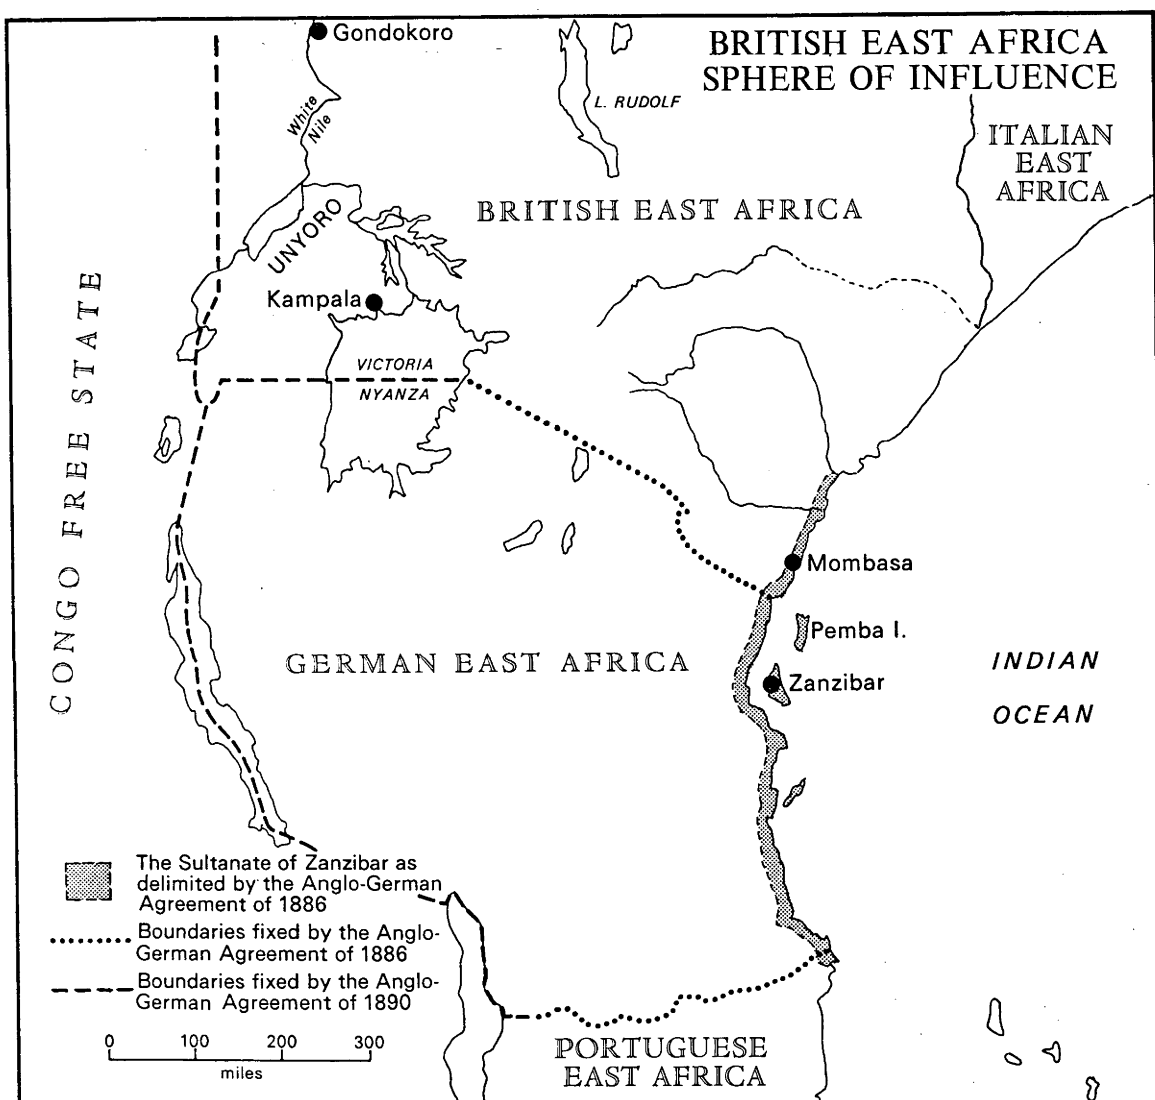 Gondokoro
BRITISH EAST AFRICA
SPHERE OF INFLUENCE
White
Nile
L. RUDOLF
ITALIAN
EAST
AFRICA
BRITISH EAST AFRICA
UNYORO
Kampala
CONGO FREE STATE
VICTORIA
NYANZA
Mombasa
Pemba I.
GERMAN EAST AFRICA
Zanzibar
INDIAN
OCEAN
The Sultanate of Zanzibar as
delimited by the Anglo-German
Agreement of 1886
Boundaries fixed by the Anglo-
German Agreement of 1886
Boundaries fixed by the Anglo-
German Agreement of 1890
0 100 200 300
miles
PORTUGUESE
EAST AFRICA